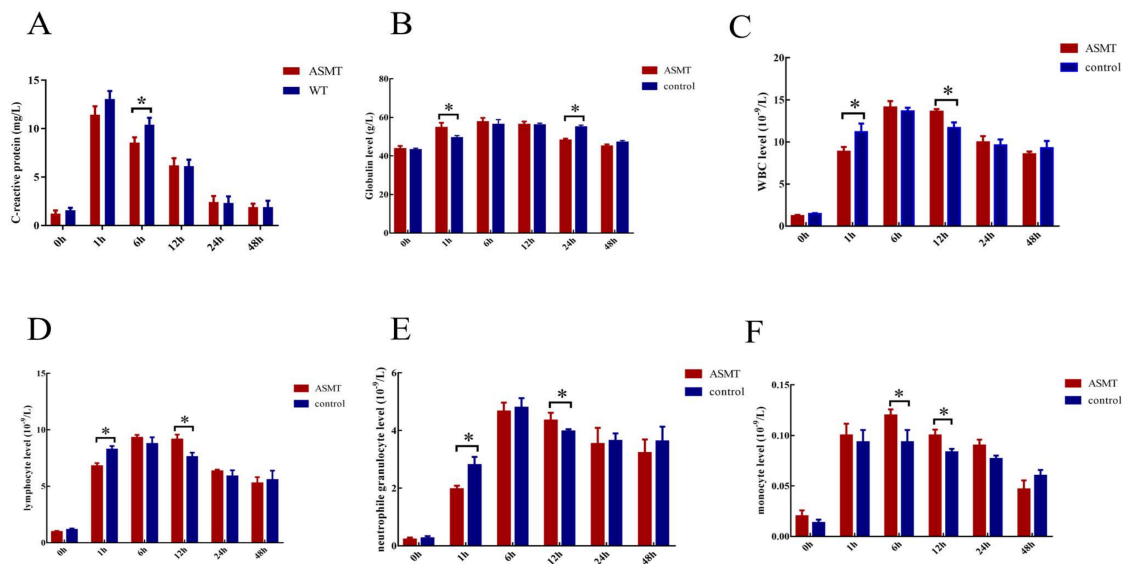 A
ASMT
WT
C-reactive protein (mg/L)
15
10
5
0
*
0h
1h
6h
12h
24h
48h
B
ASMT
control
Globulin level (g/L)
80
60
40
20
0
*
*
0h
1h
6h
12h
24h
48h
C
ASMT
control
WBC level (10⁻⁹/L)
20
15
10
5
0
*
*
0h
1h
6h
12h
24h
48h
D
ASMT
control
lymphocyte level (10⁻⁹/L)
15
10
5
0
*
*
0h
1h
6h
12h
24h
48h
E
ASMT
control
neutrophile granulocyte level (10⁻⁹/L)
6
4
2
0
*
*
0h
1h
6h
12h
24h
48h
F
ASMT
control
monocyte level (10⁻⁹/L)
0.15
0.10
0.05
0.00
*
*
0h
1h
6h
12h
24h
48h